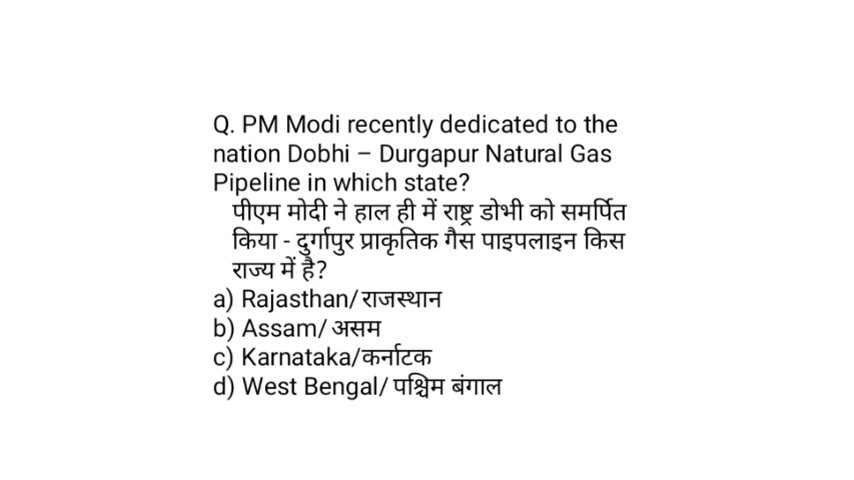 Q. PM Modi recently dedicated to the
nation Dobhi – Durgapur Natural Gas
Pipeline in which state?
पीएम मोदी ने हाल ही में राष्ट्र डोभी को समर्पित
किया - दुर्गापुर प्राकृतिक गैस पाइपलाइन किस
राज्य में है?
a) Rajasthan/राजस्थान
b) Assam/ असम
c) Karnataka/कर्नाटक
d) West Bengal/ पश्चिम बंगाल